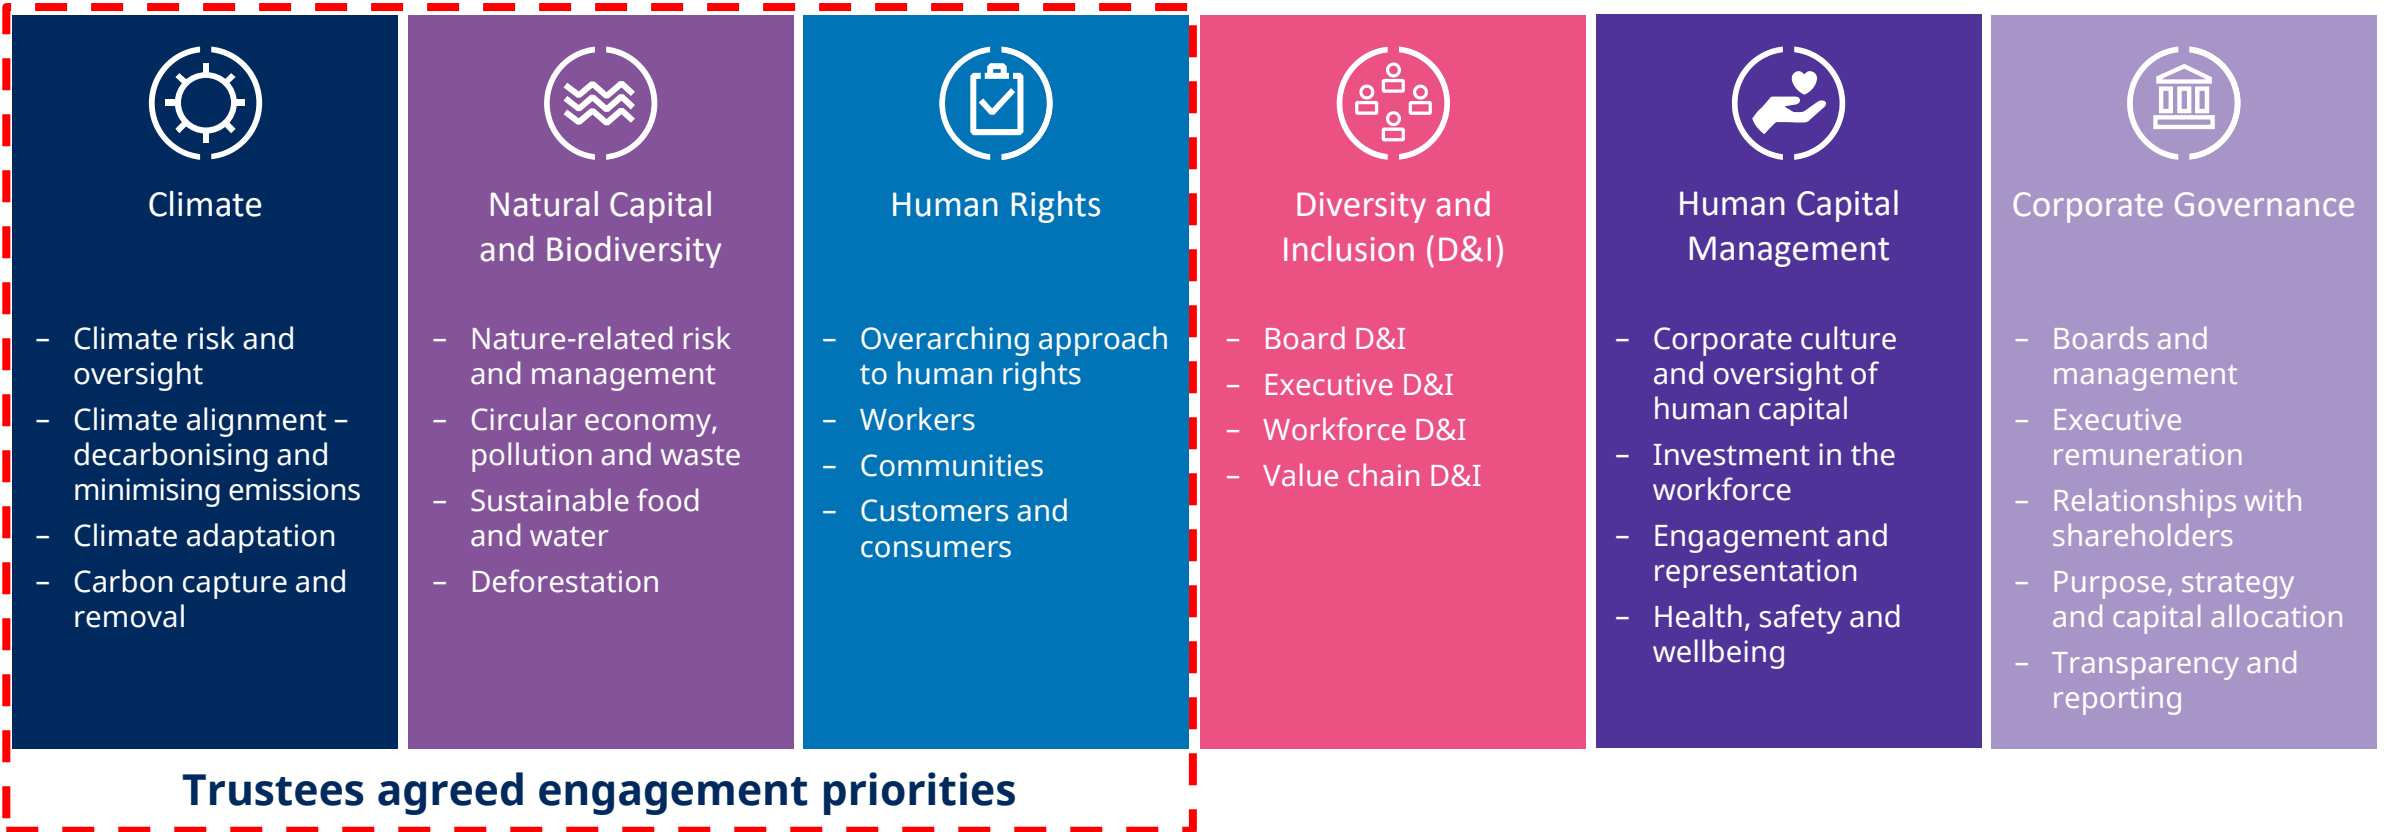 Climate
– Climate risk and
oversight
– Climate alignment –
decarbonising and
minimising emissions
– Climate adaptation
– Carbon capture and
removal
Natural Capital
and Biodiversity
– Nature-related risk
and management
– Circular economy,
pollution and waste
– Sustainable food
and water
– Deforestation
Human Rights
– Overarching approach
to human rights
– Workers
– Communities
– Customers and
consumers
Diversity and
Inclusion (D&I)
– Board D&I
– Executive D&I
– Workforce D&I
– Value chain D&I
Human Capital
Management
– Corporate culture
and oversight of
human capital
– Investment in the
workforce
– Engagement and
representation
– Health, safety and
wellbeing
Corporate Governance
– Boards and
management
– Executive
remuneration
– Relationships with
shareholders
– Purpose, strategy
and capital allocation
– Transparency and
reporting
Trustees agreed engagement priorities